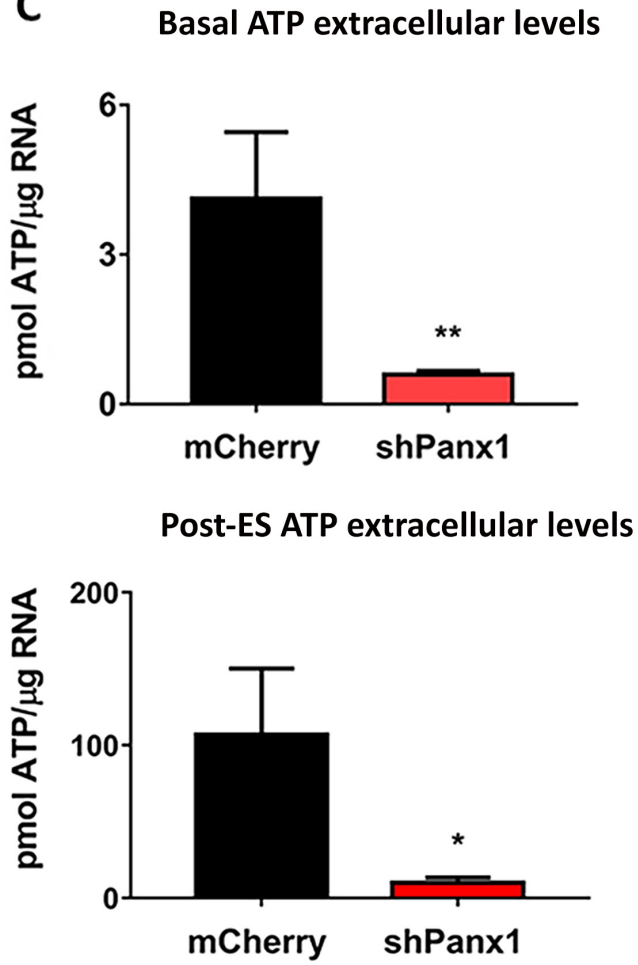 C
Basal ATP extracellular levels
pmol ATP/μg RNA
6
3
0
**
mCherry
shPanx1
Post-ES ATP extracellular levels
pmol ATP/μg RNA
200
100
0
*
mCherry
shPanx1